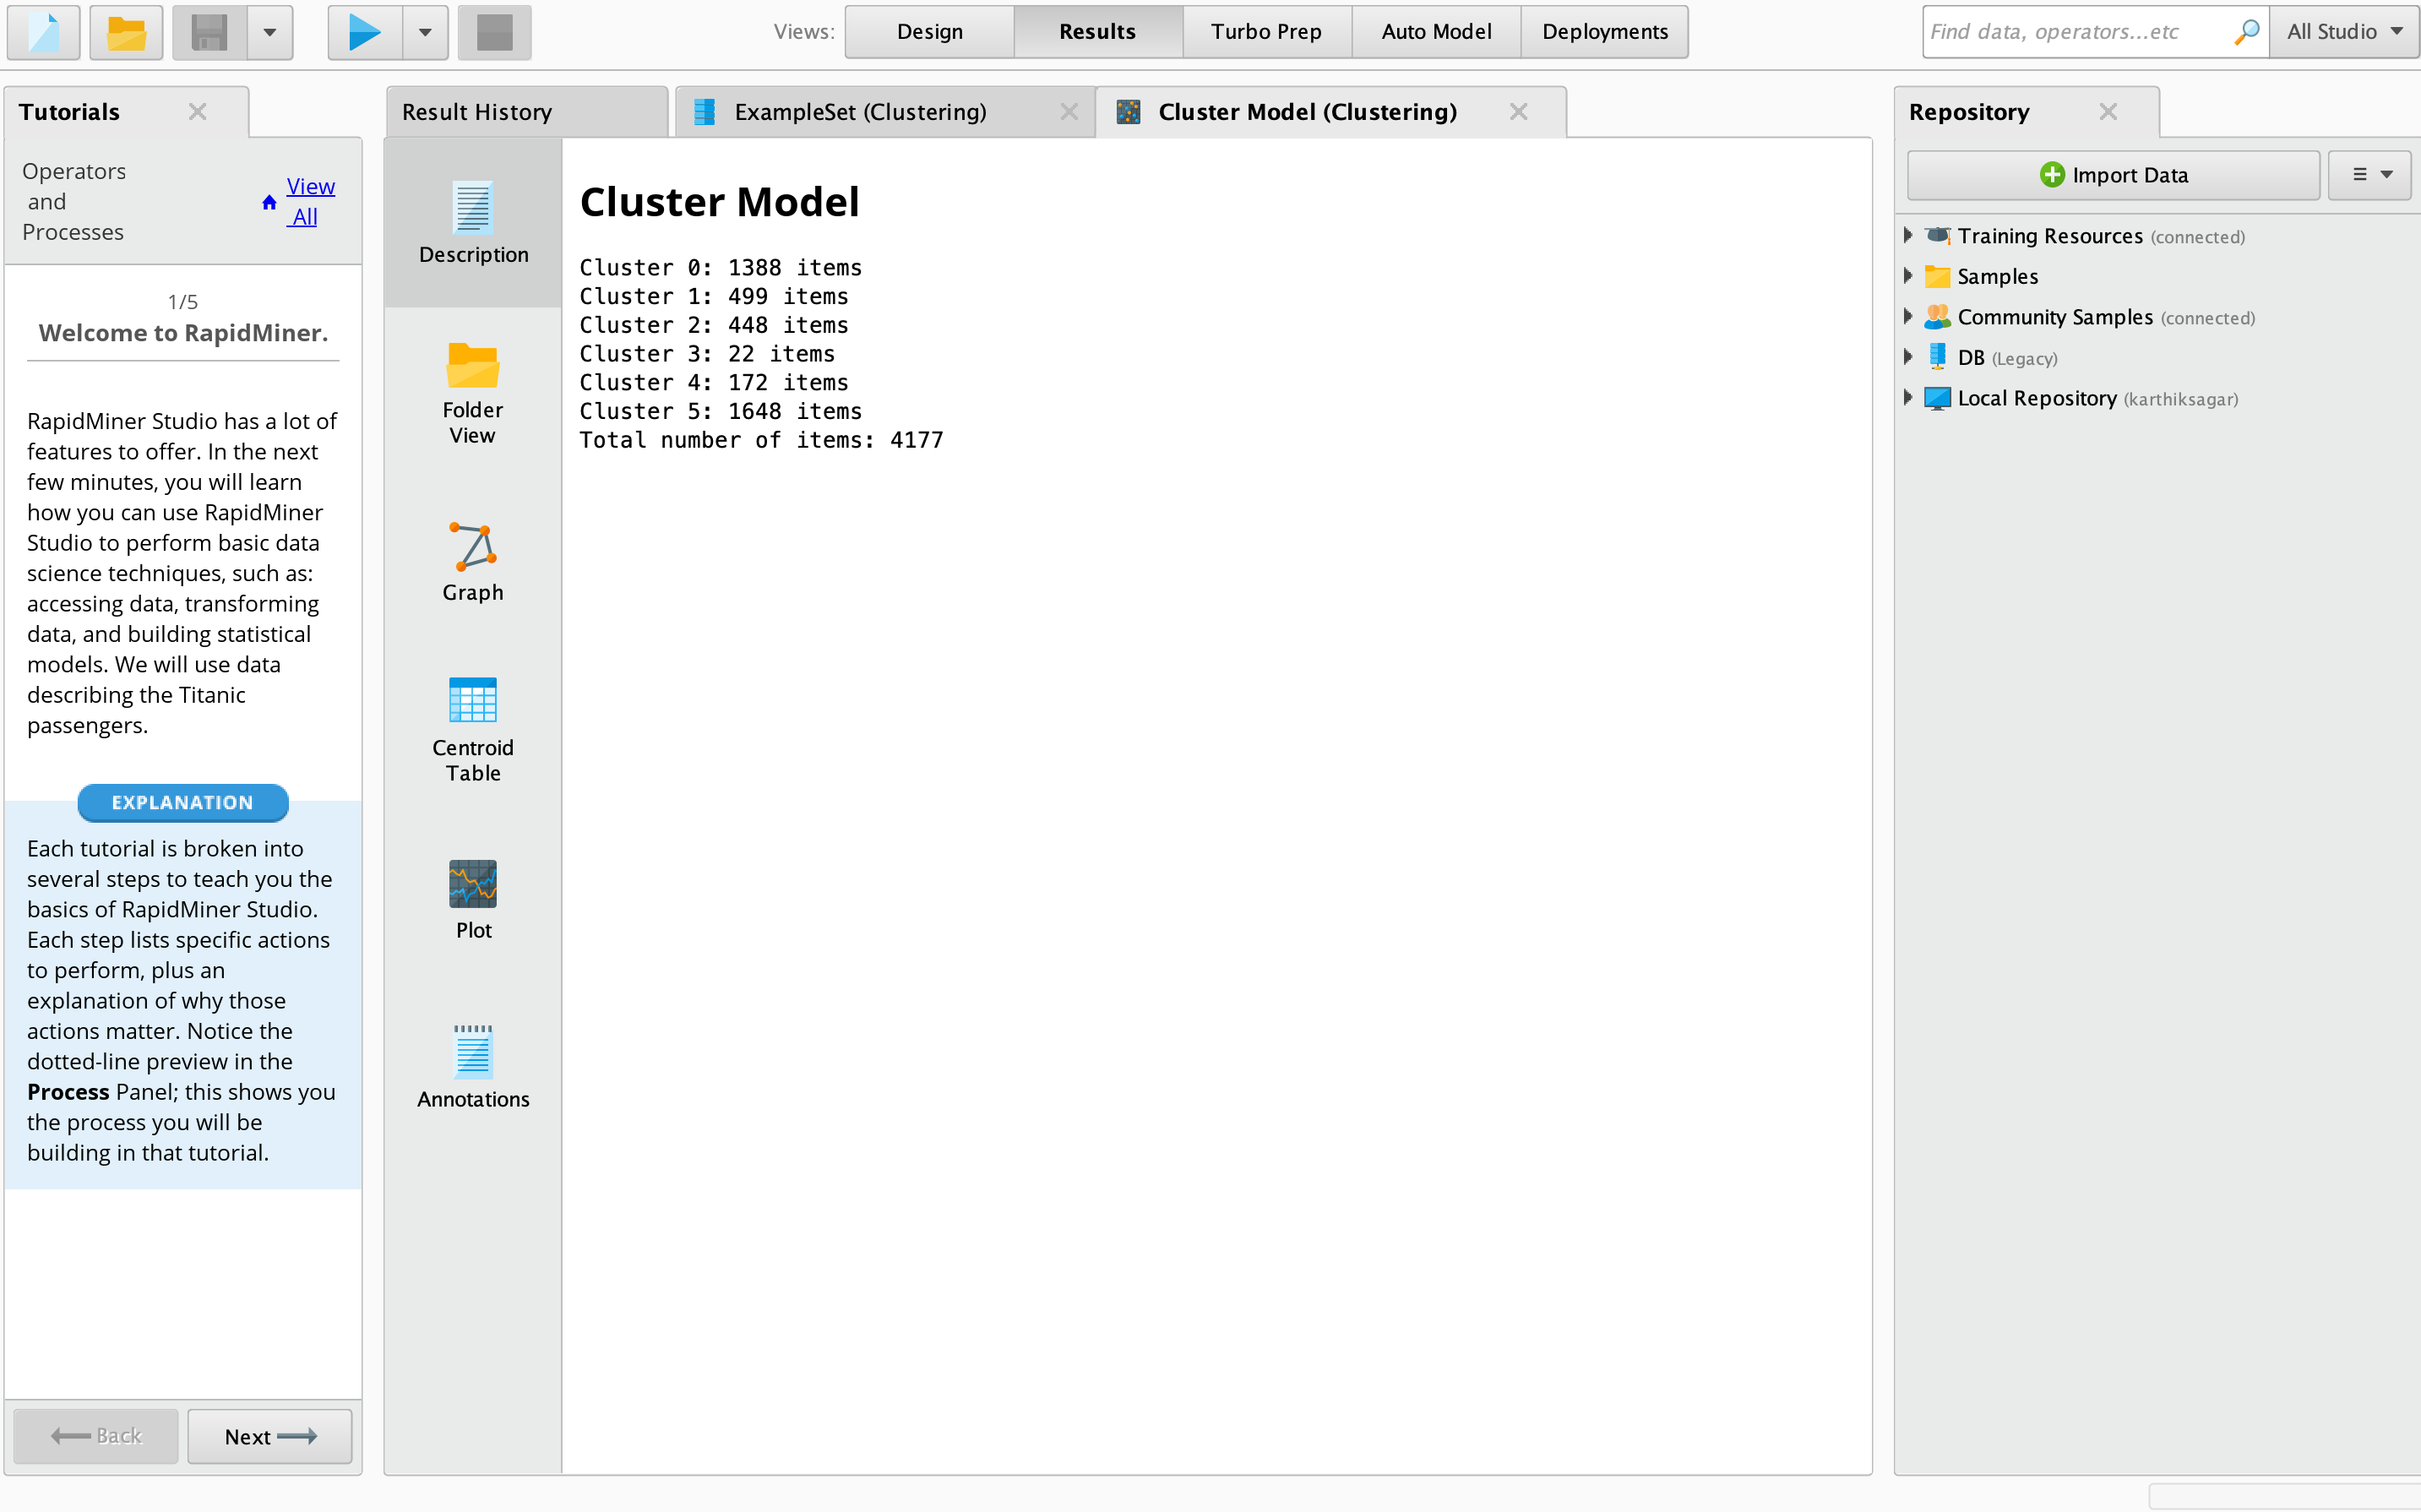 Views:
Design
Results
Turbo Prep
Auto Model
Deployments
Find data, operators...etc
All Studio
Tutorials
Operators
and
Processes
View
All
1/5
Welcome to RapidMiner.
RapidMiner Studio has a lot of
features to offer. In the next
few minutes, you will learn
how you can use RapidMiner
Studio to perform basic data
science techniques, such as:
accessing data, transforming
data, and building statistical
models. We will use data
describing the Titanic
passengers.
EXPLANATION
Each tutorial is broken into
several steps to teach you the
basics of RapidMiner Studio.
Each step lists specific actions
to perform, plus an
explanation of why those
actions matter. Notice the
dotted-line preview in the
Process Panel; this shows you
the process you will be
building in that tutorial.
Back
Next
Result History
ExampleSet (Clustering)
Cluster Model (Clustering)
Description
Folder
View
Graph
Centroid
Table
Plot
Annotations
Cluster Model
Cluster 0: 1388 items
Cluster 1: 499 items
Cluster 2: 448 items
Cluster 3: 22 items
Cluster 4: 172 items
Cluster 5: 1648 items
Total number of items: 4177
Repository
Import Data
Training Resources (connected)
Samples
Community Samples (connected)
DB (Legacy)
Local Repository (karthiksagar)